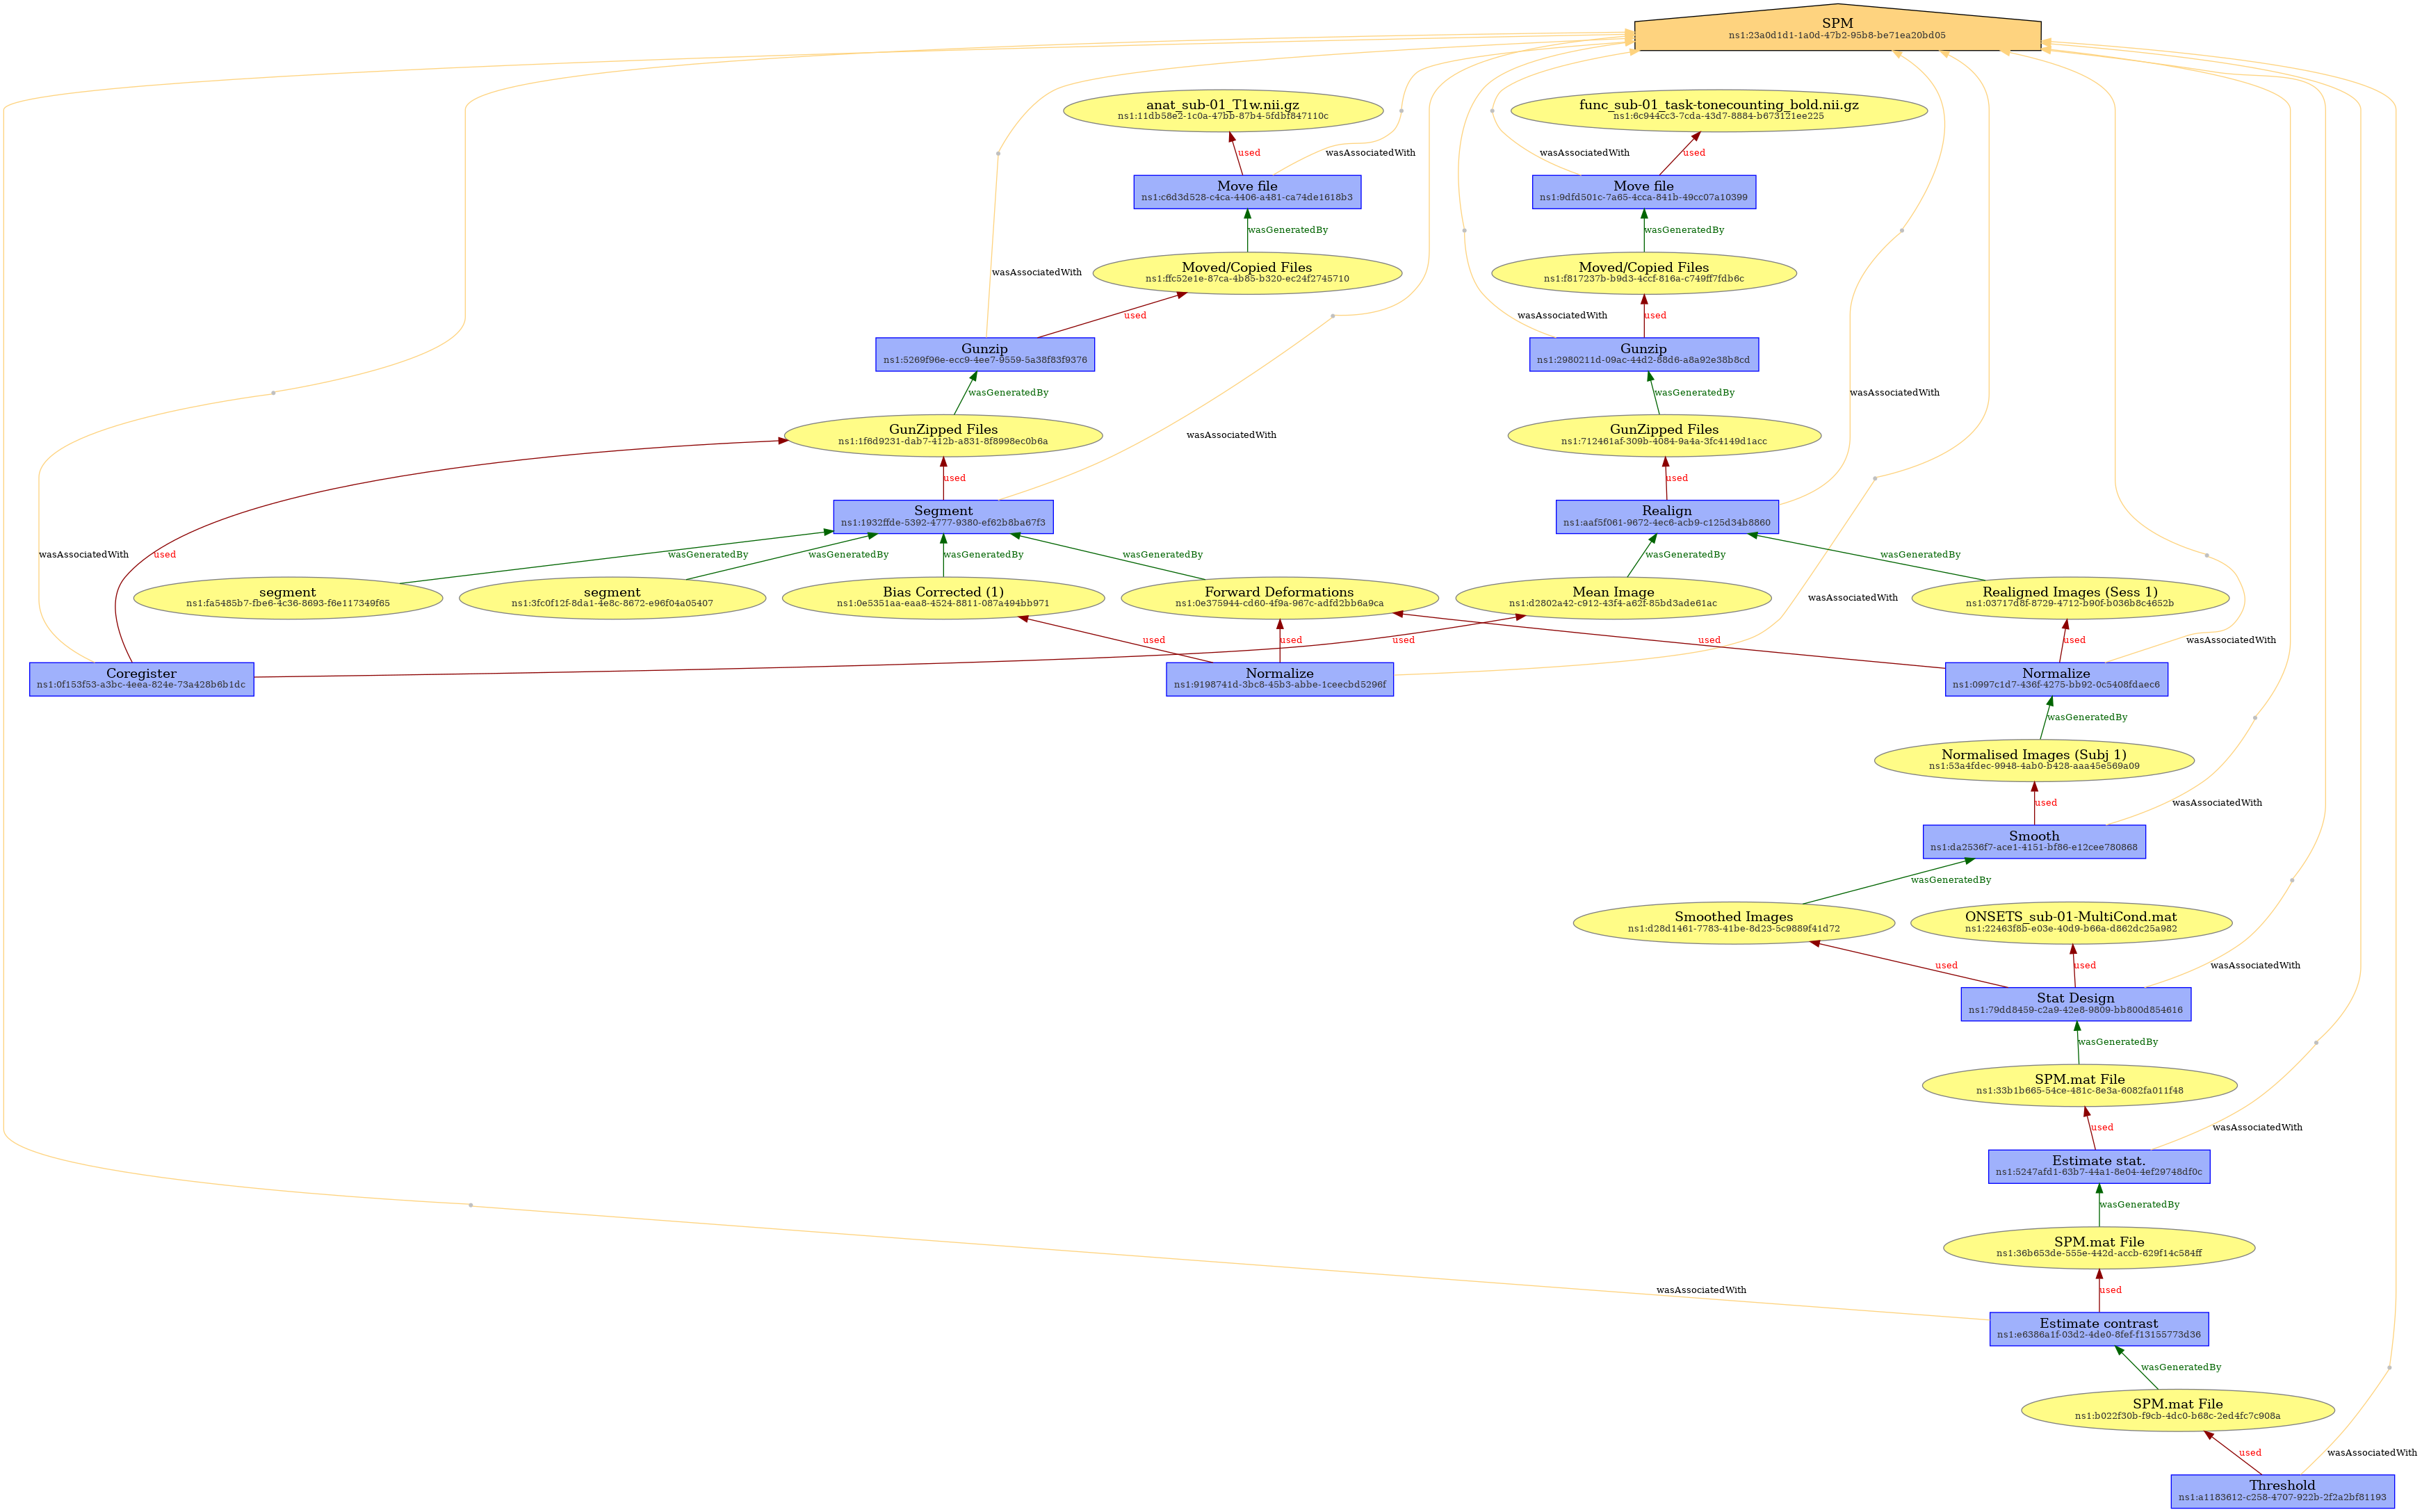 SPM
ns1:23a0d1d1-1a0d-47b2-95b8-be71ea20bd05
anat_sub-01_T1w.nii.gz
ns1:11db58e2-1c0a-47bb-87b4-5fdbf847110c
func_sub-01_task-tonecounting_bold.nii.gz
ns1:6c944cc3-7cda-43d7-8884-b673121ee225
used
wasAssociatedWith
wasAssociatedWith
used
Move file
ns1:c6d3d528-c4ca-4406-a481-ca74de1618b3
Move file
ns1:9dfd501c-7a65-4cca-841b-49cc07a10399
wasGeneratedBy
wasGeneratedBy
wasAssociatedWith
Moved/Copied Files
ns1:ffc52e1e-87ca-4b85-b320-ec24f2745710
Moved/Copied Files
ns1:f817237b-b9d3-4ccf-816a-c749ff7fdb6c
used
wasAssociatedWith
used
Gunzip
ns1:5269f96e-ecc9-4ee7-9559-5a38f83f9376
Gunzip
ns1:2980211d-09ac-44d2-88d6-a8a92e38b8cd
wasGeneratedBy
wasGeneratedBy
wasAssociatedWith
GunZipped Files
ns1:1f6d9231-dab7-412b-a831-8f8998ec0b6a
wasAssociatedWith
GunZipped Files
ns1:712461af-309b-4084-9a4a-3fc4149d1acc
used
used
Segment
ns1:1932ffde-5392-4777-9380-ef62b8ba67f3
Realign
ns1:aaf5f061-9672-4ec6-acb9-c125d34b8860
wasAssociatedWith
used
wasGeneratedBy
wasGeneratedBy
wasGeneratedBy
wasGeneratedBy
wasGeneratedBy
wasGeneratedBy
segment
ns1:fa5485b7-fbe6-4c36-8693-f6e117349f65
segment
ns1:3fc0f12f-8da1-4e8c-8672-e96f04a05407
Bias Corrected (1)
ns1:0e5351aa-eaa8-4524-8811-087a494bb971
Forward Deformations
ns1:0e375944-cd60-4f9a-967c-adfd2bb6a9ca
Mean Image
ns1:d2802a42-c912-43f4-a62f-85bd3ade61ac
wasAssociatedWith
Realigned Images (Sess 1)
ns1:03717d8f-8729-4712-b90f-b036b8c4652b
used
used
used
used
used
wasAssociatedWith
Coregister
ns1:0f153f53-a3bc-4eea-824e-73a428b6b1dc
Normalize
ns1:9198741d-3bc8-45b3-abbe-1ceecbd5296f
Normalize
ns1:0997c1d7-436f-4275-bb92-0c5408fdaec6
wasGeneratedBy
Normalised Images (Subj 1)
ns1:53a4fdec-9948-4ab0-b428-aaa45e569a09
used
wasAssociatedWith
Smooth
ns1:da2536f7-ace1-4151-bf86-e12cee780868
wasGeneratedBy
Smoothed Images
ns1:d28d1461-7783-41be-8d23-5c9889f41d72
ONSETS_sub-01-MultiCond.mat
ns1:22463f8b-e03e-40d9-b66a-d862dc25a982
used
used
wasAssociatedWith
Stat Design
ns1:79dd8459-c2a9-42e8-9809-bb800d854616
wasGeneratedBy
SPM.mat File
ns1:33b1b665-54ce-481c-8e3a-6082fa011f48
used
wasAssociatedWith
Estimate stat.
ns1:5247afd1-63b7-44a1-8e04-4ef29748df0c
wasGeneratedBy
SPM.mat File
ns1:36b653de-555e-442d-accb-629f14c584ff
wasAssociatedWith
used
Estimate contrast
ns1:e6386a1f-03d2-4de0-8fef-f13155773d36
wasGeneratedBy
SPM.mat File
ns1:b022f30b-f9cb-4dc0-b68c-2ed4fc7c908a
used
wasAssociatedWith
Threshold
ns1:a1183612-c258-4707-922b-2f2a2bf81193